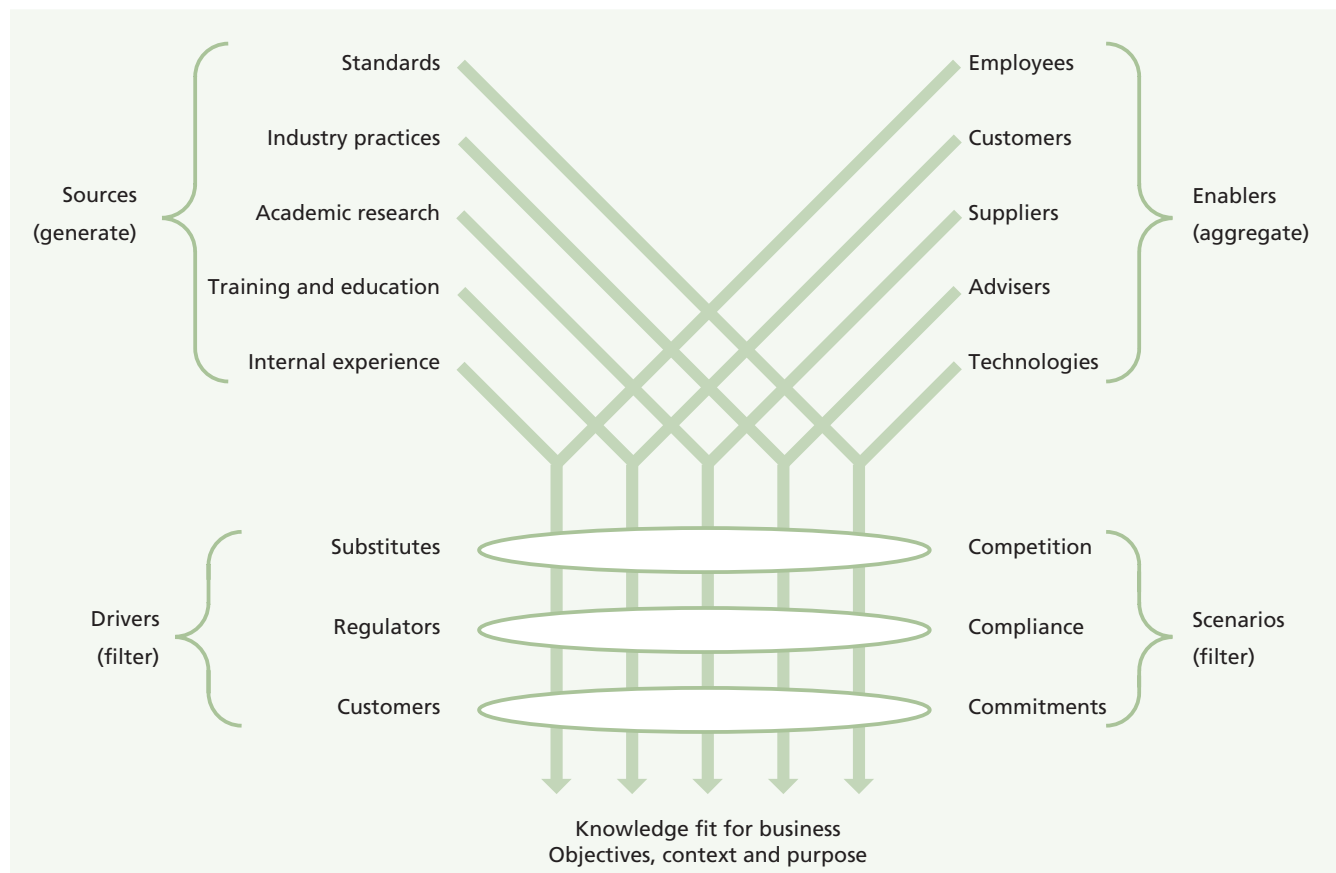 Standards
Industry practices
Academic research
Training and education
Internal experience
Sources
(generate)
Employees
Customers
Suppliers
Advisers
Technologies
Enablers
(aggregate)
Substitutes
Regulators
Customers
Drivers
(filter)
Competition
Compliance
Commitments
Scenarios
(filter)
Knowledge fit for business
Objectives, context and purpose